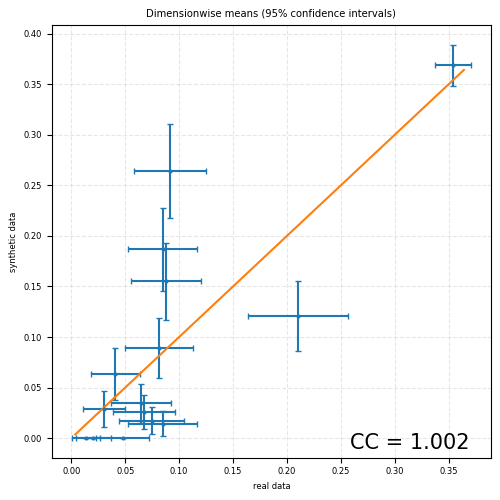 Dimensionwise means (95% confidence intervals)
0.40
0.35
0.30
0.25
0.20
0.15
0.10
0.05
0.00
synthetic data
CC = 1.002
0.00 0.05 0.10 0.15 0.20 0.25 0.30 0.35
real data